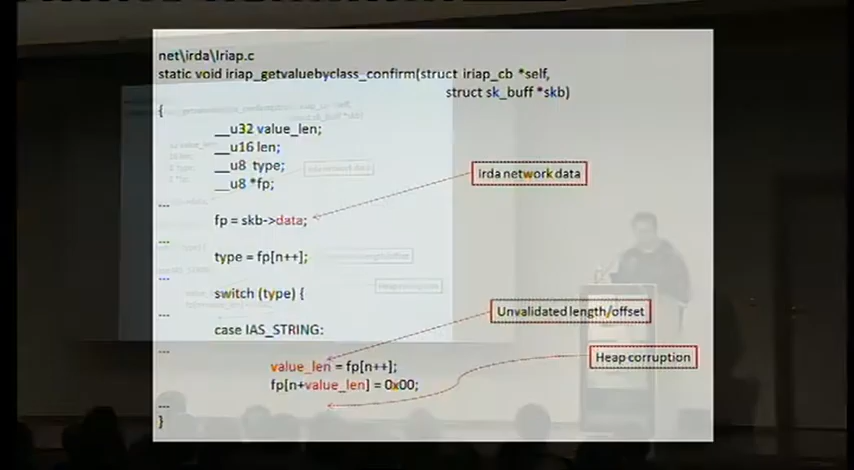 net\irda\Iriap.c
static void iriap_getvaluebyclass_confirm(struct iriap_cb *self,
struct sk_buff *skb)
{
__u32 value_len;
__u16 len;
__u8 type;
__u8 *fp;
...
Irda network data
fp = skb->data;
...
type = fp[n++];
...
switch (type) {
...
Unvalidated length/offset
case IAS_STRING:
...
Heap corruption
value_len = fp[n++];
fp[n+value_len] = 0x00;
...
}